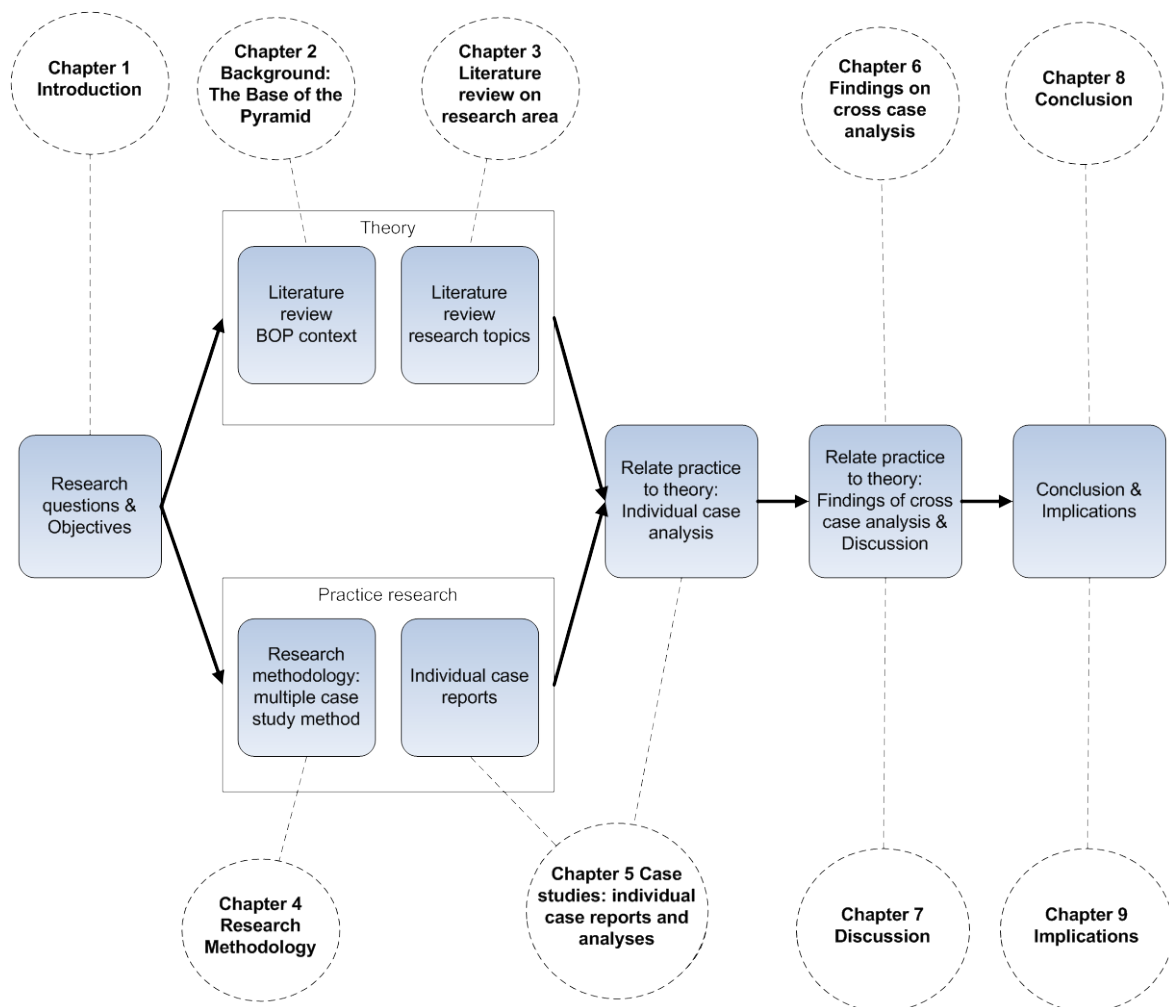 Chapter 1
Introduction
Chapter 2
Background:
The Base of the
Pyramid
Chapter 3
Literature
review on
research area
Chapter 6
Findings on
cross case
analysis
Chapter 8
Conclusion
Theory
Literature
review
BOP context
Literature
review
research topics
Research
questions &
Objectives
Relate practice
to theory:
Individual case
analysis
Relate practice
to theory:
Findings of cross
case analysis &
Discussion
Conclusion &
Implications
Practice research
Research
methodology:
multiple case
study method
Individual case
reports
Chapter 4
Research
Methodology
Chapter 5 Case
studies: individual
case reports and
analyses
Chapter 7
Discussion
Chapter 9
Implications